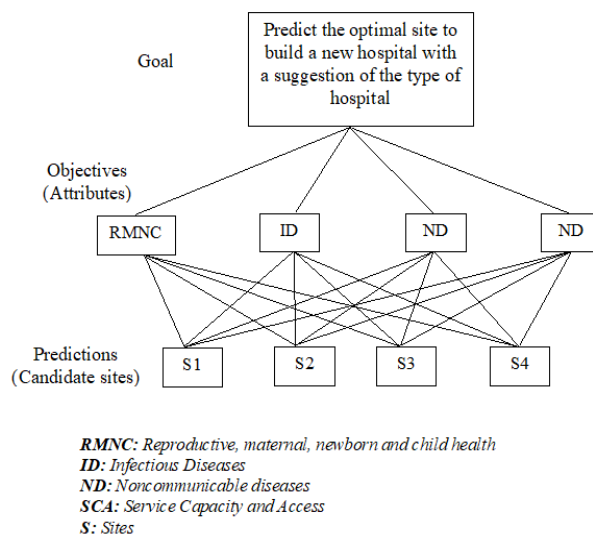 Goal
Predict the optimal site to
build a new hospital with
a suggestion of the type of
hospital
Objectives
(Attributes)
RMNC
ID
ND
ND
Predictions
(Candidate sites)
S1
S2
S3
S4
RMNC: Reproductive, maternal, newborn and child health
ID: Infectious Diseases
ND: Noncommunicable diseases
SCA: Service Capacity and Access
S: Sites